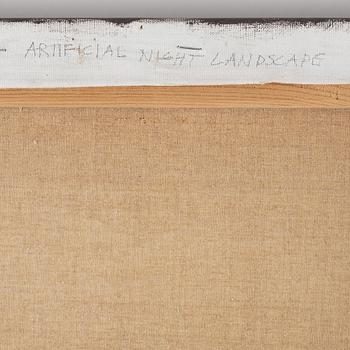 – ARTIFICIAL NIGHT LANDSCAPE